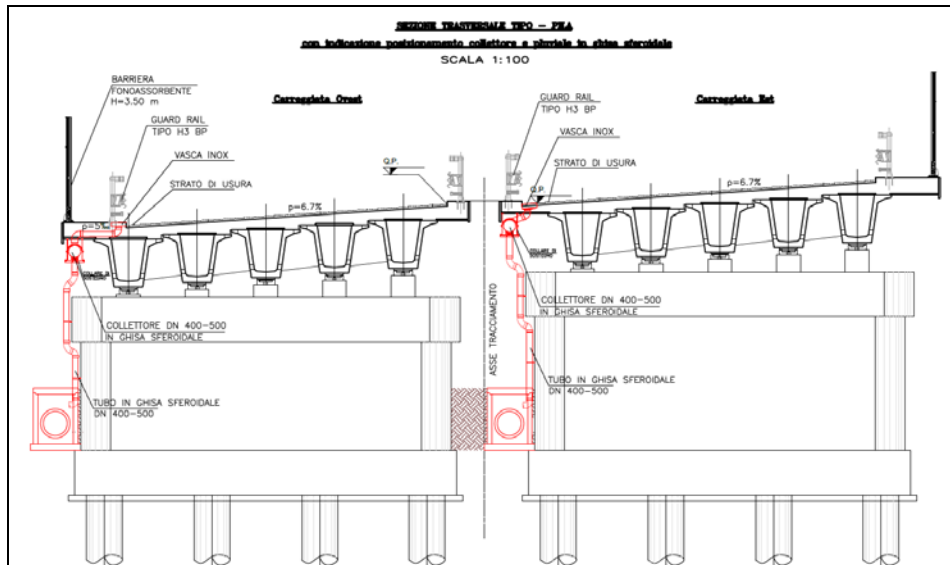 SEZIONE TRASVERSALE TIPO - PILA
con indicazione posizionamento collettore e pluviale in ghisa sferoidale
SCALA 1:100
BARRIERA
FONOASSORBENTE
H=3.50 m
Carreggiata Ovest
GUARD RAIL
TIPO H3 BP
VASCA INOX
STRATO DI USURA
Q.P.
p=6.7%
p=5%
COLLETTORE DN 400-500
IN GHISA SFEROIDALE
TUBO IN GHISA SFEROIDALE
DN 400-500
ASSE TRACCIAMENTO
GUARD RAIL
TIPO H3 BP
Carreggiata Est
VASCA INOX
STRATO DI USURA
Q.P.
p=6.7%
COLLETTORE DN 400-500
IN GHISA SFEROIDALE
TUBO IN GHISA SFEROIDALE
DN 400-500